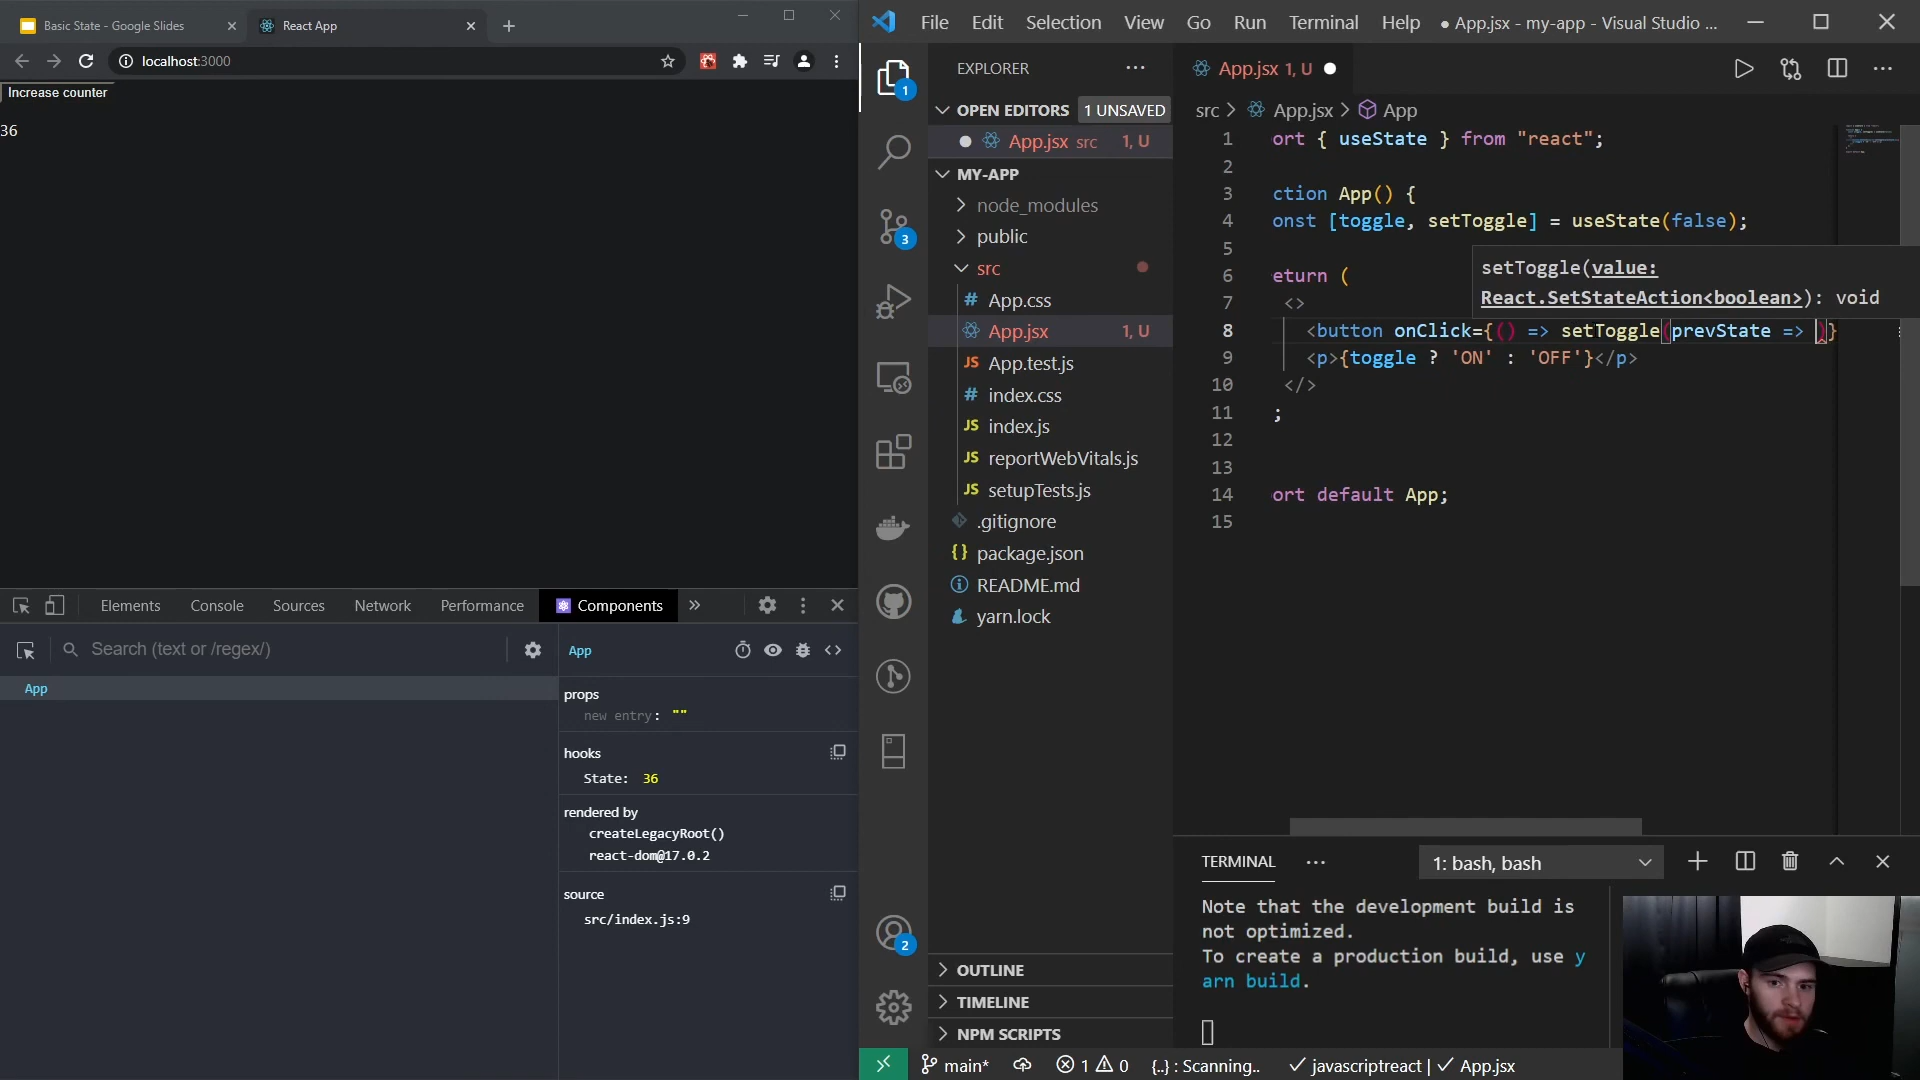 Basic State - Google Slides
React App
localhost:3000
Increase counter
36
Elements
Console
Sources
Network
Performance
Components
Search (text or /regex/)
App
App
props
new entry: ""
hooks
State: 36
rendered by
createLegacyRoot()
react-dom@17.0.2
source
src/index.js:9
File Edit Selection View Go Run Terminal Help
● App.jsx - my-app - Visual Studio ...
1
3
2
EXPLORER
OPEN EDITORS 1 UNSAVED
App.jsx src 1, U
MY-APP
node_modules
public
src
# App.css
App.jsx 1, U
JS App.test.js
# index.css
JS index.js
JS reportWebVitals.js
JS setupTests.js
.gitignore
{} package.json
README.md
yarn.lock
OUTLINE
TIMELINE
NPM SCRIPTS
App.jsx 1, U
src > App.jsx > App
1 ort { useState } from "react";
2
3 ction App() {
4 onst [toggle, setToggle] = useState(false);
5
setToggle(value:
React.SetStateAction<boolean>): void
6 eturn (
7 <>
8 <button onClick={() => setToggle(prevState => )}
9 <p>{toggle ? 'ON' : 'OFF'}</p>
10 </>
11 ;
12
13
14 ort default App;
15
TERMINAL
1: bash, bash
Note that the development build is
not optimized.
To create a production build, use y
arn build.
main*
1 0
{..} : Scanning..
javascriptreact | App.jsx